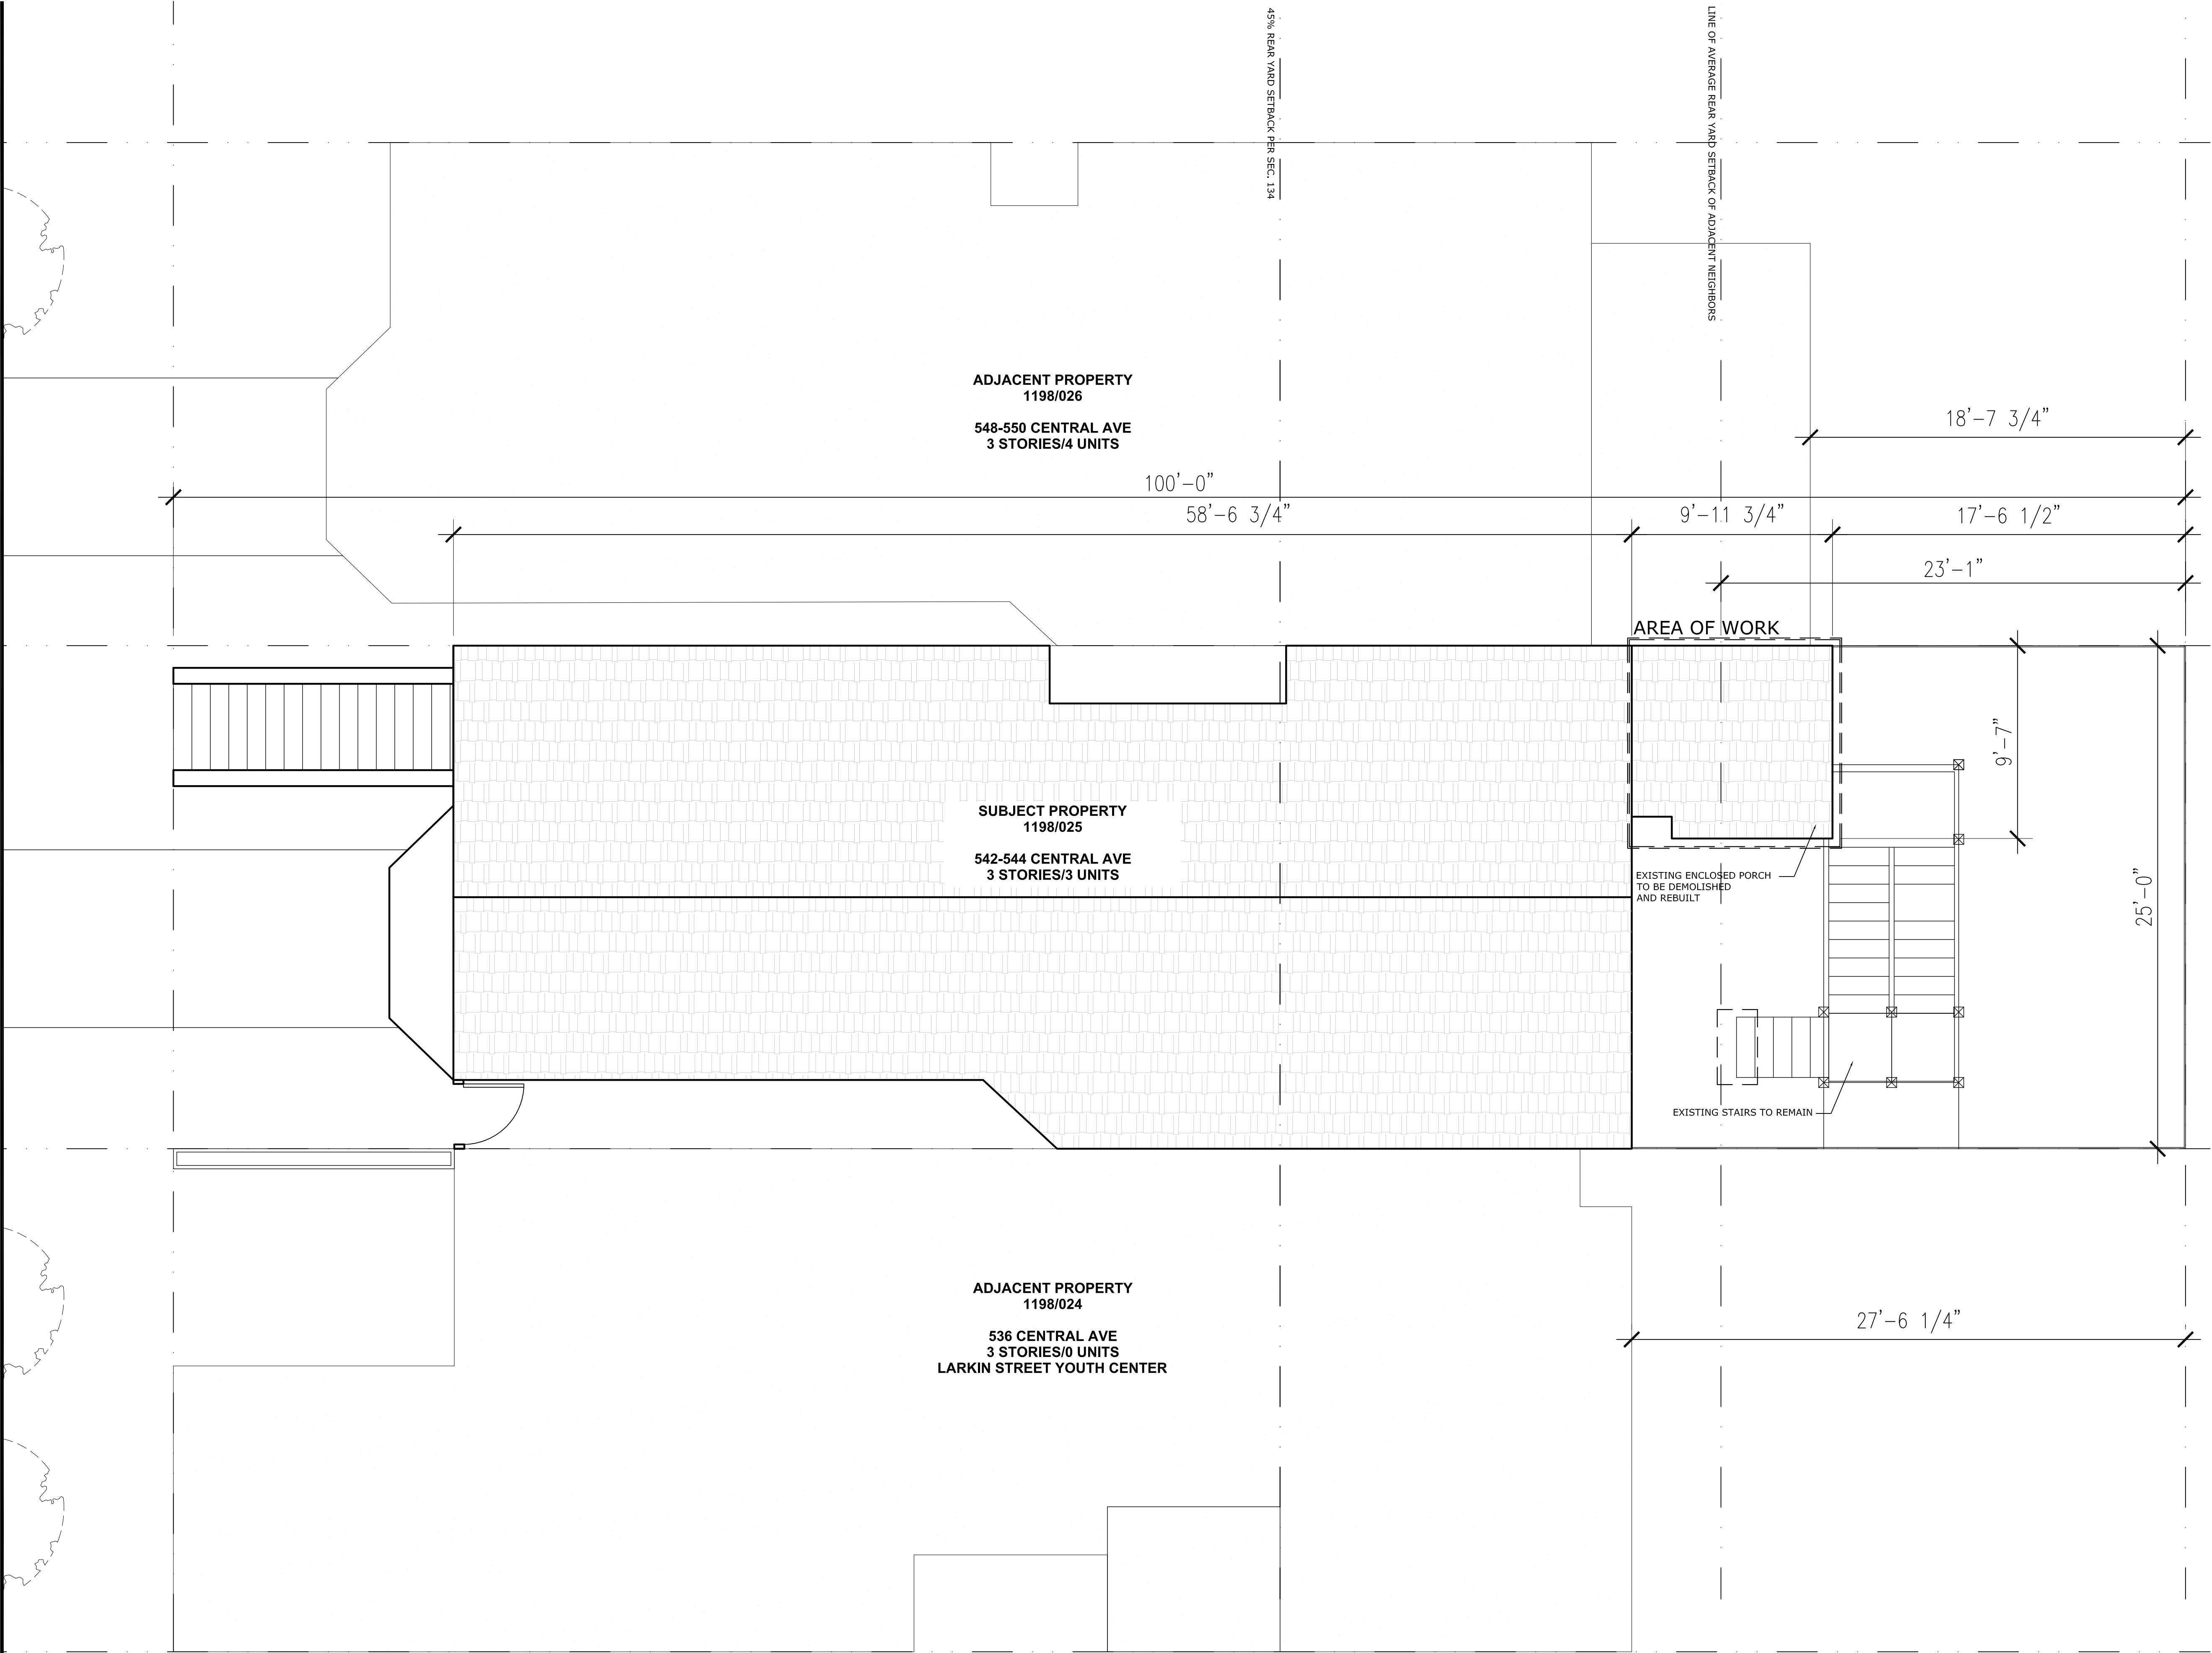 45% REAR YARD SETBACK PER SEC. 134
LINE OF AVERAGE REAR YARD SETBACK OF ADJACENT NEIGHBORS
ADJACENT PROPERTY
1198/026
548-550 CENTRAL AVE
3 STORIES/4 UNITS
18'-7 3/4"
100'-0"
58'-6 3/4"
9'-11 3/4"
17'-6 1/2"
23'-1"
AREA OF WORK
9'-7"
SUBJECT PROPERTY
1198/025
542-544 CENTRAL AVE
3 STORIES/3 UNITS
EXISTING ENCLOSED PORCH
TO BE DEMOLISHED
AND REBUILT
25'-0"
EXISTING STAIRS TO REMAIN
ADJACENT PROPERTY
1198/024
536 CENTRAL AVE
3 STORIES/0 UNITS
LARKIN STREET YOUTH CENTER
27'-6 1/4"